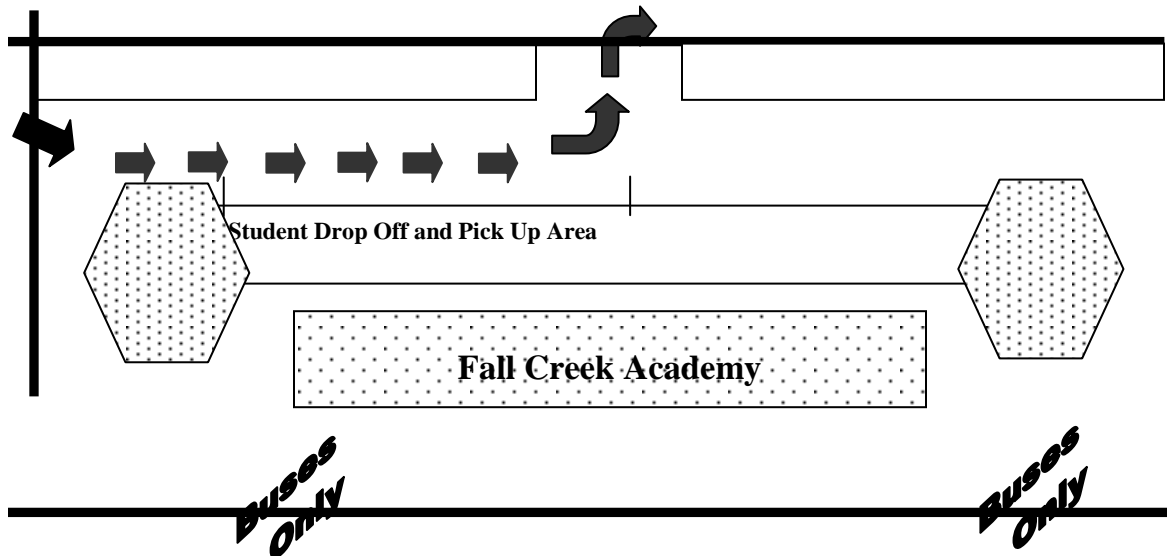 Student Drop Off and Pick Up Area
Fall Creek Academy
Buses
Only
Buses
Only